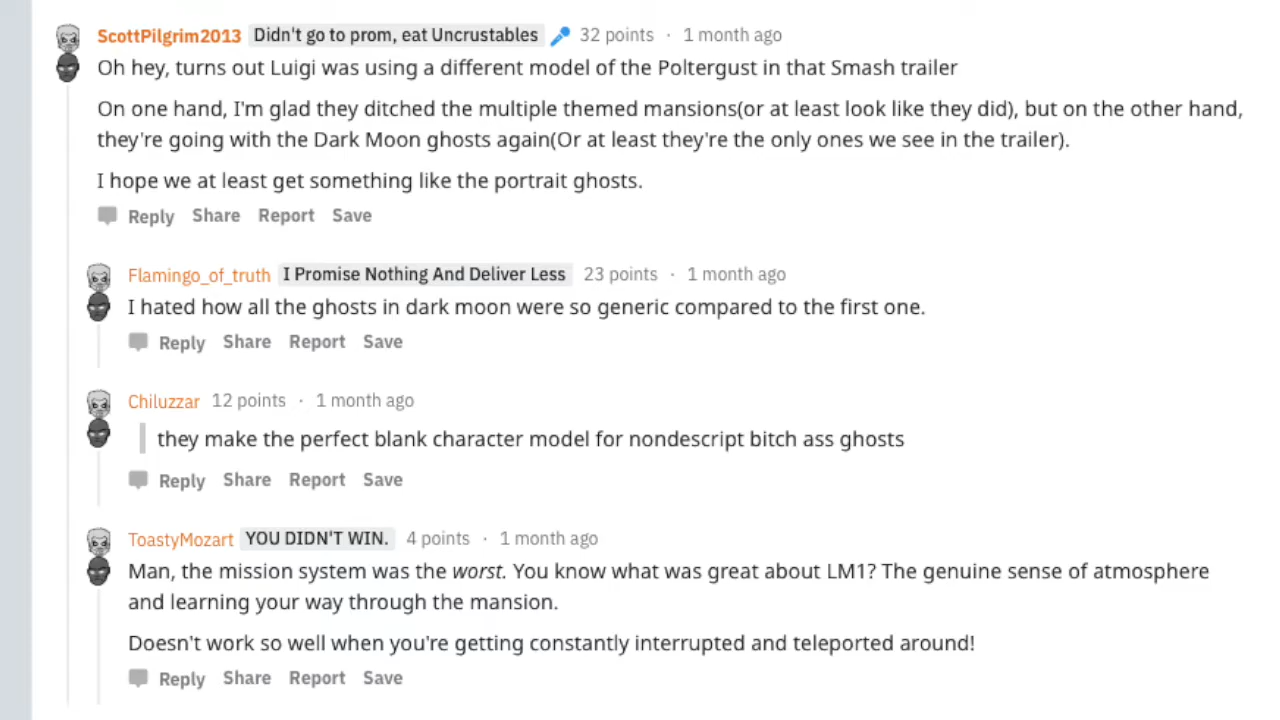 ScottPilgrim2013 Didn't go to prom, eat Uncrustables 32 points · 1 month ago
Oh hey, turns out Luigi was using a different model of the Poltergust in that Smash trailer
On one hand, I'm glad they ditched the multiple themed mansions(or at least look like they did), but on the other hand,
they're going with the Dark Moon ghosts again(Or at least they're the only ones we see in the trailer).
I hope we at least get something like the portrait ghosts.
Reply Share Report Save
Flamingo_of_truth I Promise Nothing And Deliver Less 23 points · 1 month ago
I hated how all the ghosts in dark moon were so generic compared to the first one.
Reply Share Report Save
Chiluzzar 12 points · 1 month ago
they make the perfect blank character model for nondescript bitch ass ghosts
Reply Share Report Save
ToastyMozart YOU DIDN'T WIN. 4 points · 1 month ago
Man, the mission system was the worst. You know what was great about LM1? The genuine sense of atmosphere
and learning your way through the mansion.
Doesn't work so well when you're getting constantly interrupted and teleported around!
Reply Share Report Save